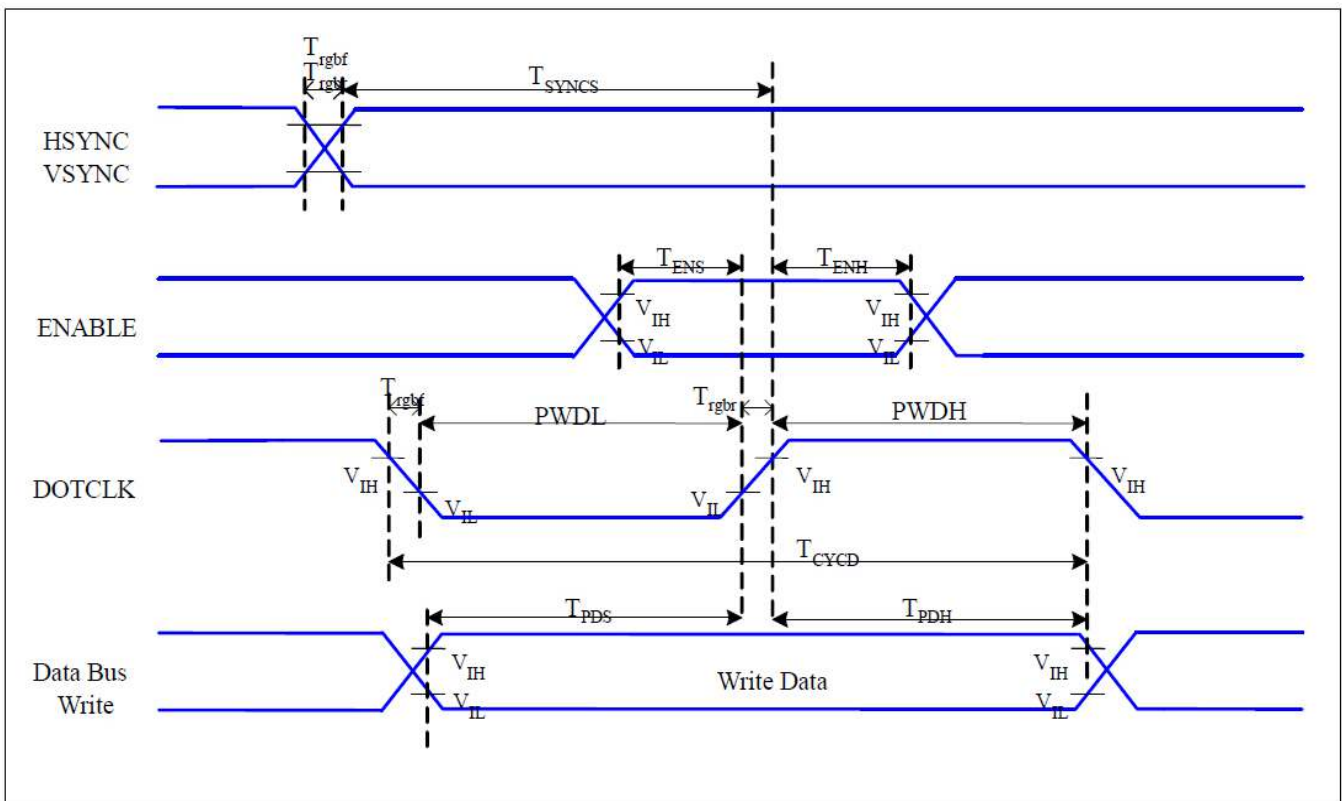 Trgbf
Trgbr
TSYNCS
HSYNC
VSYNC
TENS
TENH
VIH
VIH
ENABLE
VIL
VIL
Trgbf
PWDL
Trgbr
PWDH
VIH
VIH
VIH
DOTCLK
VIL
VIL
TCYCD
TPDS
TPDH
VIH
VIH
Data Bus
Write Data
Write
VIL
VIL